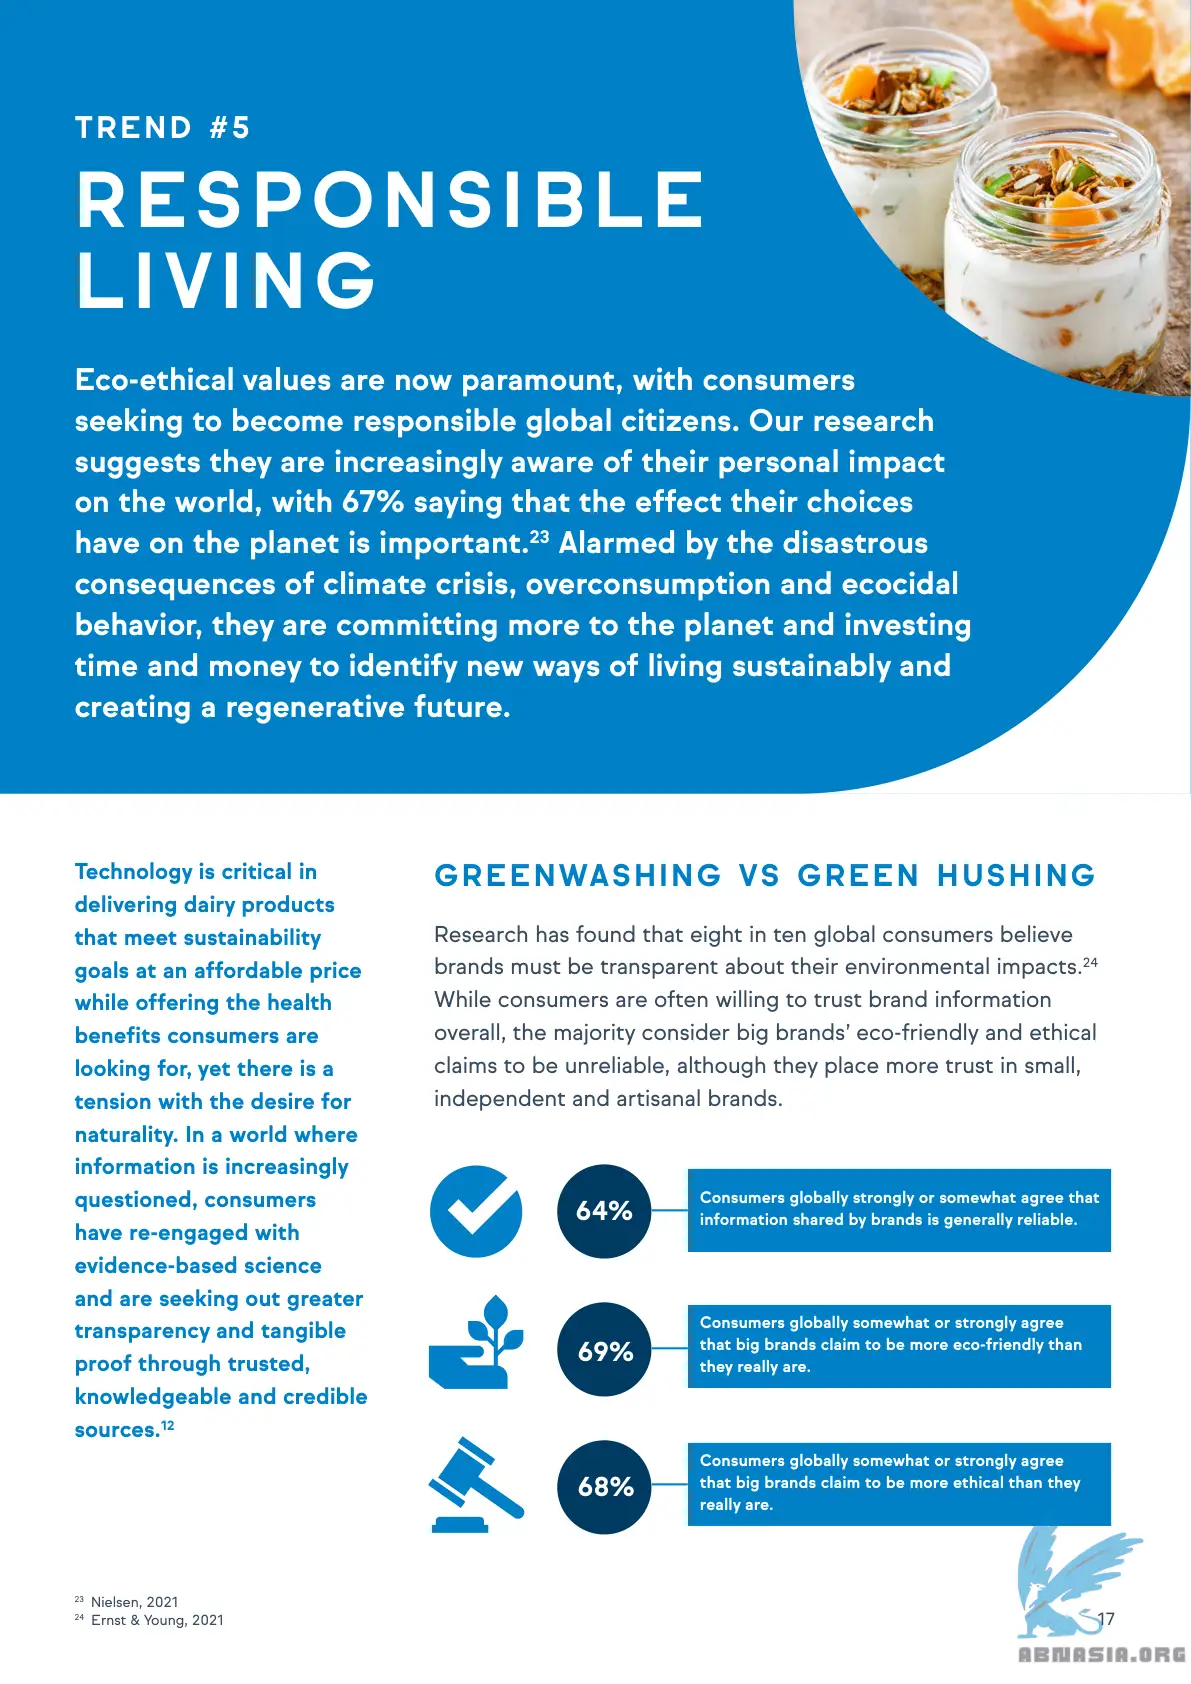 TREND #5
RESPONSIBLE
LIVING
Eco-ethical values are now paramount, with consumers
seeking to become responsible global citizens. Our research
suggests they are increasingly aware of their personal impact
on the world, with 67% saying that the effect their choices
have on the planet is important.²³ Alarmed by the disastrous
consequences of climate crisis, overconsumption and ecocidal
behavior, they are committing more to the planet and investing
time and money to identify new ways of living sustainably and
creating a regenerative future.
Technology is critical in
delivering dairy products
that meet sustainability
goals at an affordable price
while offering the health
benefits consumers are
looking for, yet there is a
tension with the desire for
naturality. In a world where
information is increasingly
questioned, consumers
have re-engaged with
evidence-based science
and are seeking out greater
transparency and tangible
proof through trusted,
knowledgeable and credible
sources.¹²
GREENWASHING VS GREEN HUSHING
Research has found that eight in ten global consumers believe
brands must be transparent about their environmental impacts.²⁴
While consumers are often willing to trust brand information
overall, the majority consider big brands’ eco-friendly and ethical
claims to be unreliable, although they place more trust in small,
independent and artisanal brands.
64%
Consumers globally strongly or somewhat agree that
information shared by brands is generally reliable.
69%
Consumers globally somewhat or strongly agree
that big brands claim to be more eco-friendly than
they really are.
68%
Consumers globally somewhat or strongly agree
that big brands claim to be more ethical than they
really are.
²³ Nielsen, 2021
²⁴ Ernst & Young, 2021
17
ABNASIA.ORG